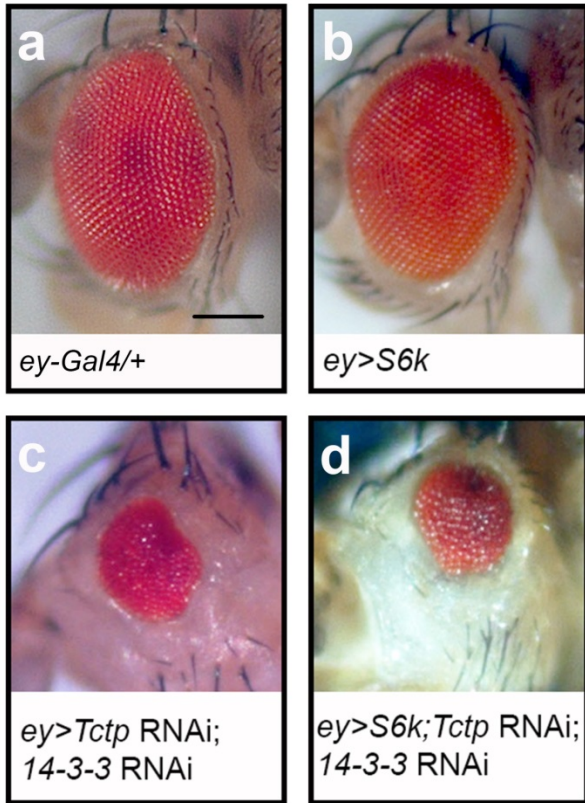 a
ey-Gal4/+
b
ey>S6k
c
ey>Tctp RNAi;
14-3-3 RNAi
d
ey>S6k;Tctp RNAi;
14-3-3 RNAi